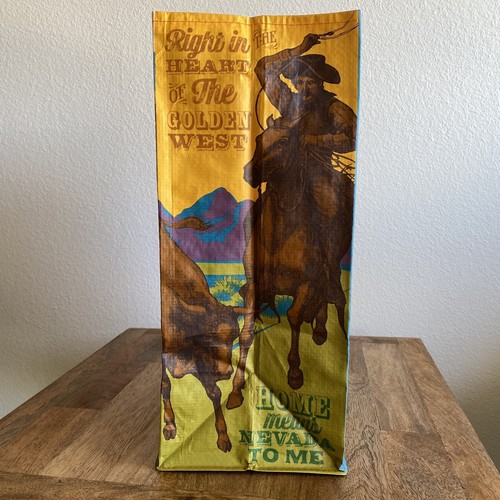 Right in THE
HEART
OF The
GOLDEN
WEST
HOME
means
NEVADA
TO ME